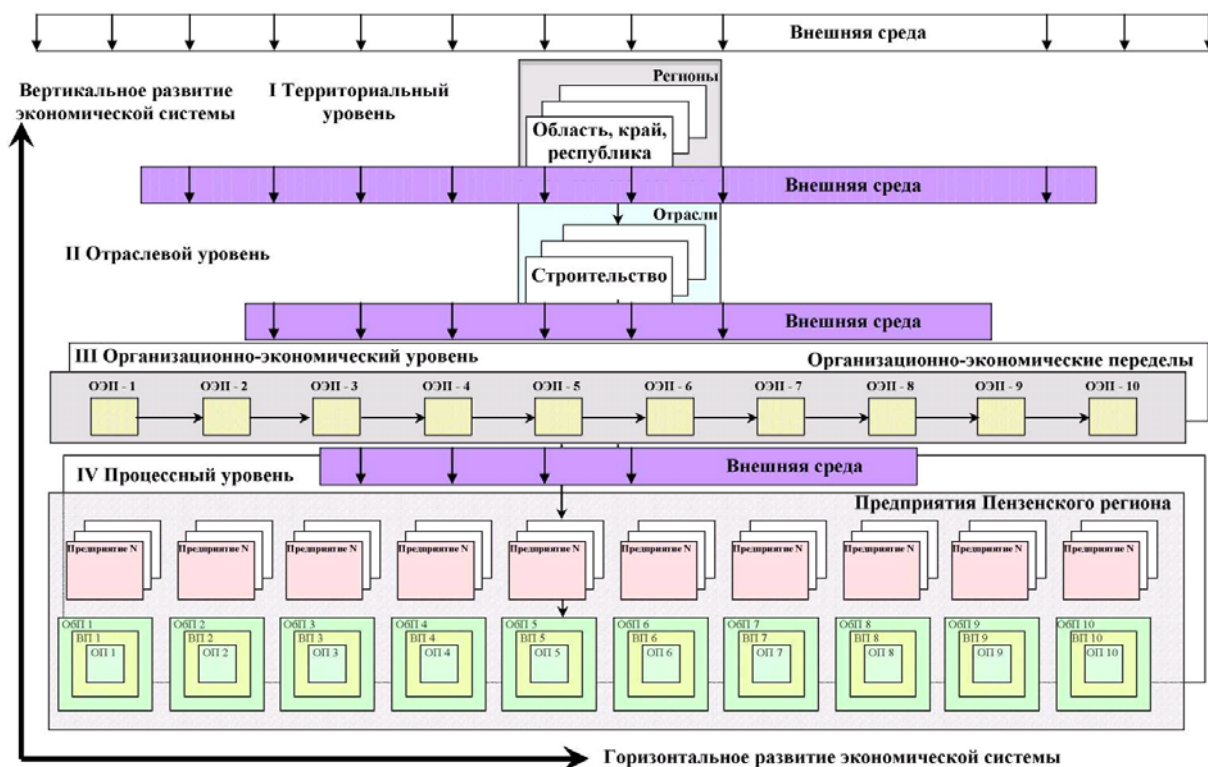 Внешняя среда
Вертикальное развитие
экономической системы
I Территориальный
уровень
Регионы
Область, край,
республика
Внешняя среда
Отрасли
II Отраслевой уровень
Строительство
Внешняя среда
III Организационно-экономический уровень
Организационно-экономические переделы
ОЭП - 1 ОЭП - 2 ОЭП - 3 ОЭП - 4 ОЭП - 5 ОЭП - 6 ОЭП - 7 ОЭП - 8 ОЭП - 9 ОЭП - 10
IV Процессный уровень
Внешняя среда
Предприятия Пензенского региона
Предприятие N Предприятие N Предприятие N Предприятие N Предприятие N Предприятие N Предприятие N Предприятие N Предприятие N Предприятие N
ОбП 1 ОбП 2 ОбП 3 ОбП 4 ОбП 5 ОбП 6 ОбП 7 ОбП 8 ОбП 9 ОбП 10
ВП 1 ВП 2 ВП 3 ВП 4 ВП 5 ВП 6 ВП 7 ВП 8 ВП 9 ВП 10
ОП 1 ОП 2 ОП 3 ОП 4 ОП 5 ОП 6 ОП 7 ОП 8 ОП 9 ОП 10
Горизонтальное развитие экономической системы